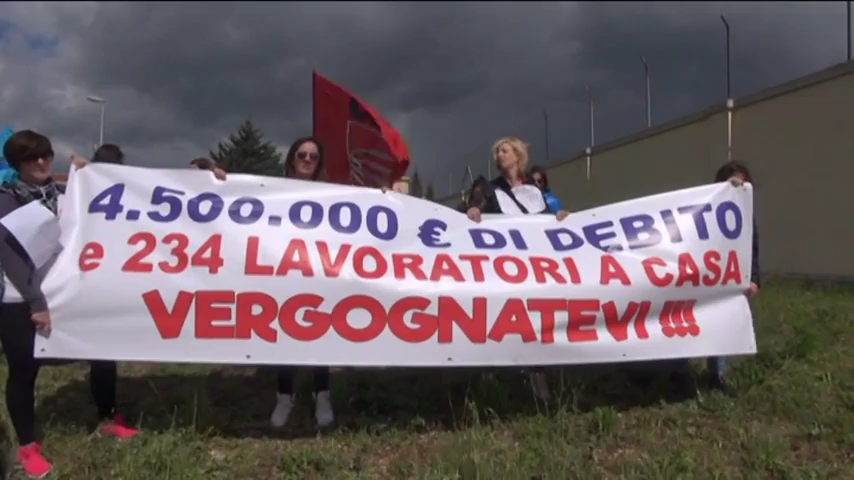 4.500.000 € DI DEBITO
e 234 LAVORATORI A CASA
VERGOGNATEVI !!!